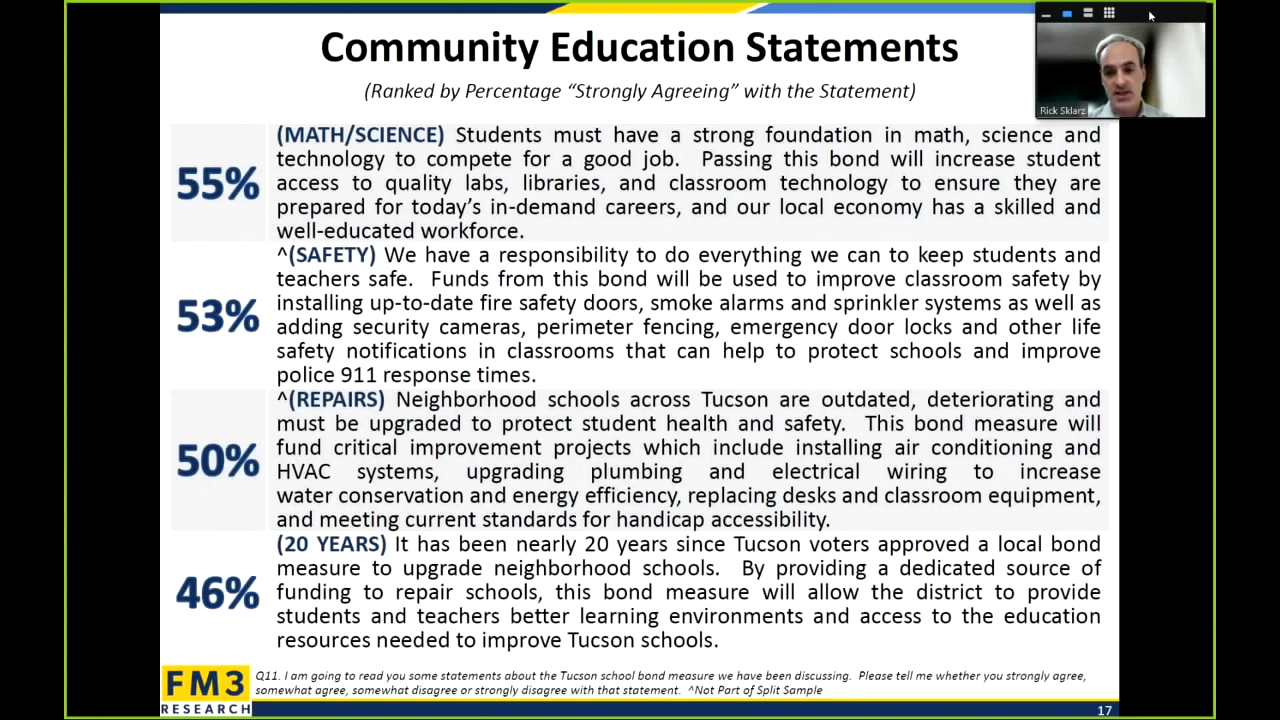 Community Education Statements
(Ranked by Percentage “Strongly Agreeing” with the Statement)
Rick Sklarz
55%
(MATH/SCIENCE) Students must have a strong foundation in math, science and
technology to compete for a good job. Passing this bond will increase student
access to quality labs, libraries, and classroom technology to ensure they are
prepared for today’s in-demand careers, and our local economy has a skilled and
well-educated workforce.
53%
^(SAFETY) We have a responsibility to do everything we can to keep students and
teachers safe. Funds from this bond will be used to improve classroom safety by
installing up-to-date fire safety doors, smoke alarms and sprinkler systems as well as
adding security cameras, perimeter fencing, emergency door locks and other life
safety notifications in classrooms that can help to protect schools and improve
police 911 response times.
50%
^(REPAIRS) Neighborhood schools across Tucson are outdated, deteriorating and
must be upgraded to protect student health and safety. This bond measure will
fund critical improvement projects which include installing air conditioning and
HVAC systems, upgrading plumbing and electrical wiring to increase
water conservation and energy efficiency, replacing desks and classroom equipment,
and meeting current standards for handicap accessibility.
46%
(20 YEARS) It has been nearly 20 years since Tucson voters approved a local bond
measure to upgrade neighborhood schools. By providing a dedicated source of
funding to repair schools, this bond measure will allow the district to provide
students and teachers better learning environments and access to the education
resources needed to improve Tucson schools.
FM3
RESEARCH
Q11. I am going to read you some statements about the Tucson school bond measure we have been discussing. Please tell me whether you strongly agree,
somewhat agree, somewhat disagree or strongly disagree with that statement. ^Not Part of Split Sample
17